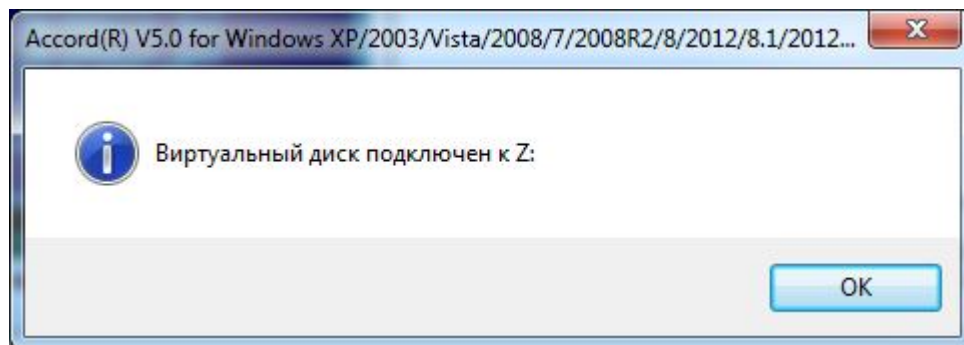 Accord(R) V5.0 for Windows XP/2003/Vista/2008/7/2008R2/8/2012/8.1/2012...
Виртуальный диск подключен к Z:
OK